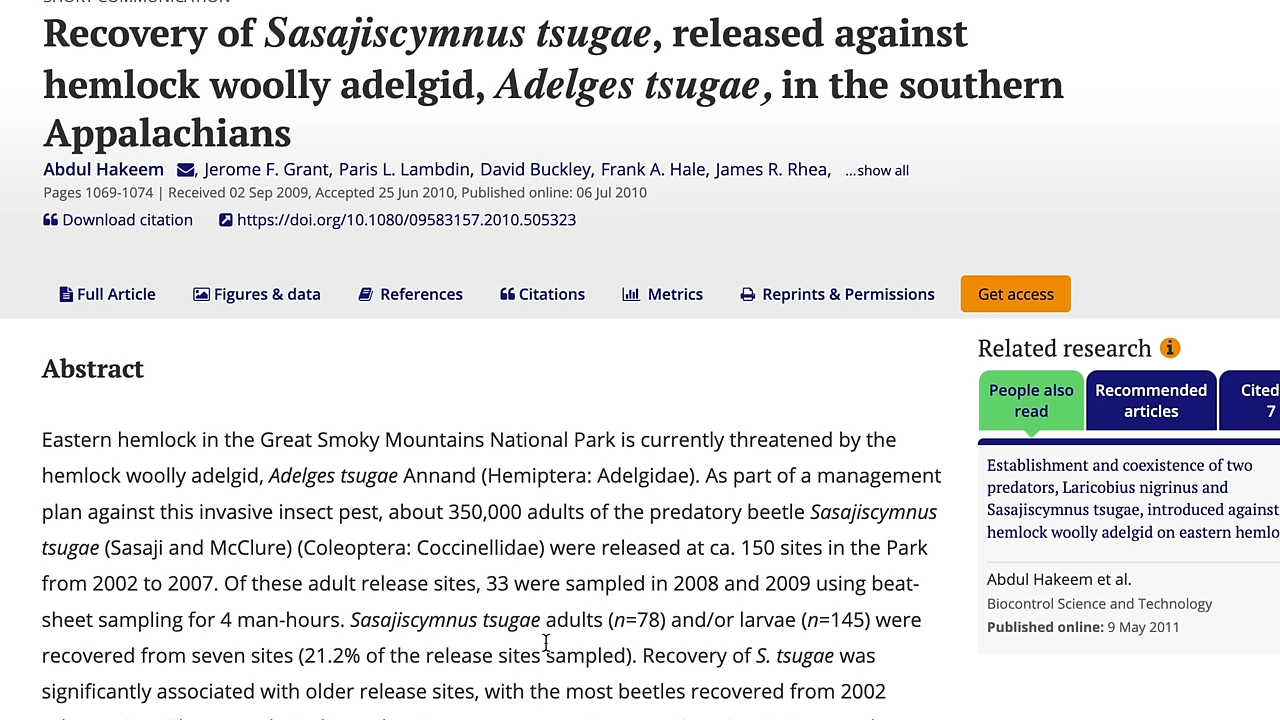 Recovery of Sasajiscymnus tsugae, released against
hemlock woolly adelgid, Adelges tsugae, in the southern
Appalachians
Abdul Hakeem , Jerome F. Grant, Paris L. Lambdin, David Buckley, Frank A. Hale, James R. Rhea, ...show all
Pages 1069-1074 | Received 02 Sep 2009, Accepted 25 Jun 2010, Published online: 06 Jul 2010
Download citation https://doi.org/10.1080/09583157.2010.505323
Full Article Figures & data References Citations Metrics Reprints & Permissions Get access
Abstract
Eastern hemlock in the Great Smoky Mountains National Park is currently threatened by the
hemlock woolly adelgid, Adelges tsugae Annand (Hemiptera: Adelgidae). As part of a management
plan against this invasive insect pest, about 350,000 adults of the predatory beetle Sasajiscymnus
tsugae (Sasaji and McClure) (Coleoptera: Coccinellidae) were released at ca. 150 sites in the Park
from 2002 to 2007. Of these adult release sites, 33 were sampled in 2008 and 2009 using beat-
sheet sampling for 4 man-hours. Sasajiscymnus tsugae adults (n=78) and/or larvae (n=145) were
recovered from seven sites (21.2% of the release sites sampled). Recovery of S. tsugae was
significantly associated with older release sites, with the most beetles recovered from 2002
Related research
People also
read
Recommended
articles
Cited
7
Establishment and coexistence of two
predators, Laricobius nigrinus and
Sasajiscymnus tsugae, introduced against
hemlock woolly adelgid on eastern hemlo
Abdul Hakeem et al.
Biocontrol Science and Technology
Published online: 9 May 2011